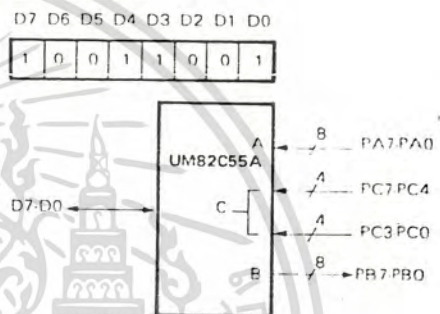 D7 D6 D5 D4 D3 D2 D1 D0
1 0 0 1 1 0 0 1
A 8 PA7-PA0
UM82C55A
4 PC7-PC4
D7-D0 C
4 PC3-PC0
B 8 PB7-PB0